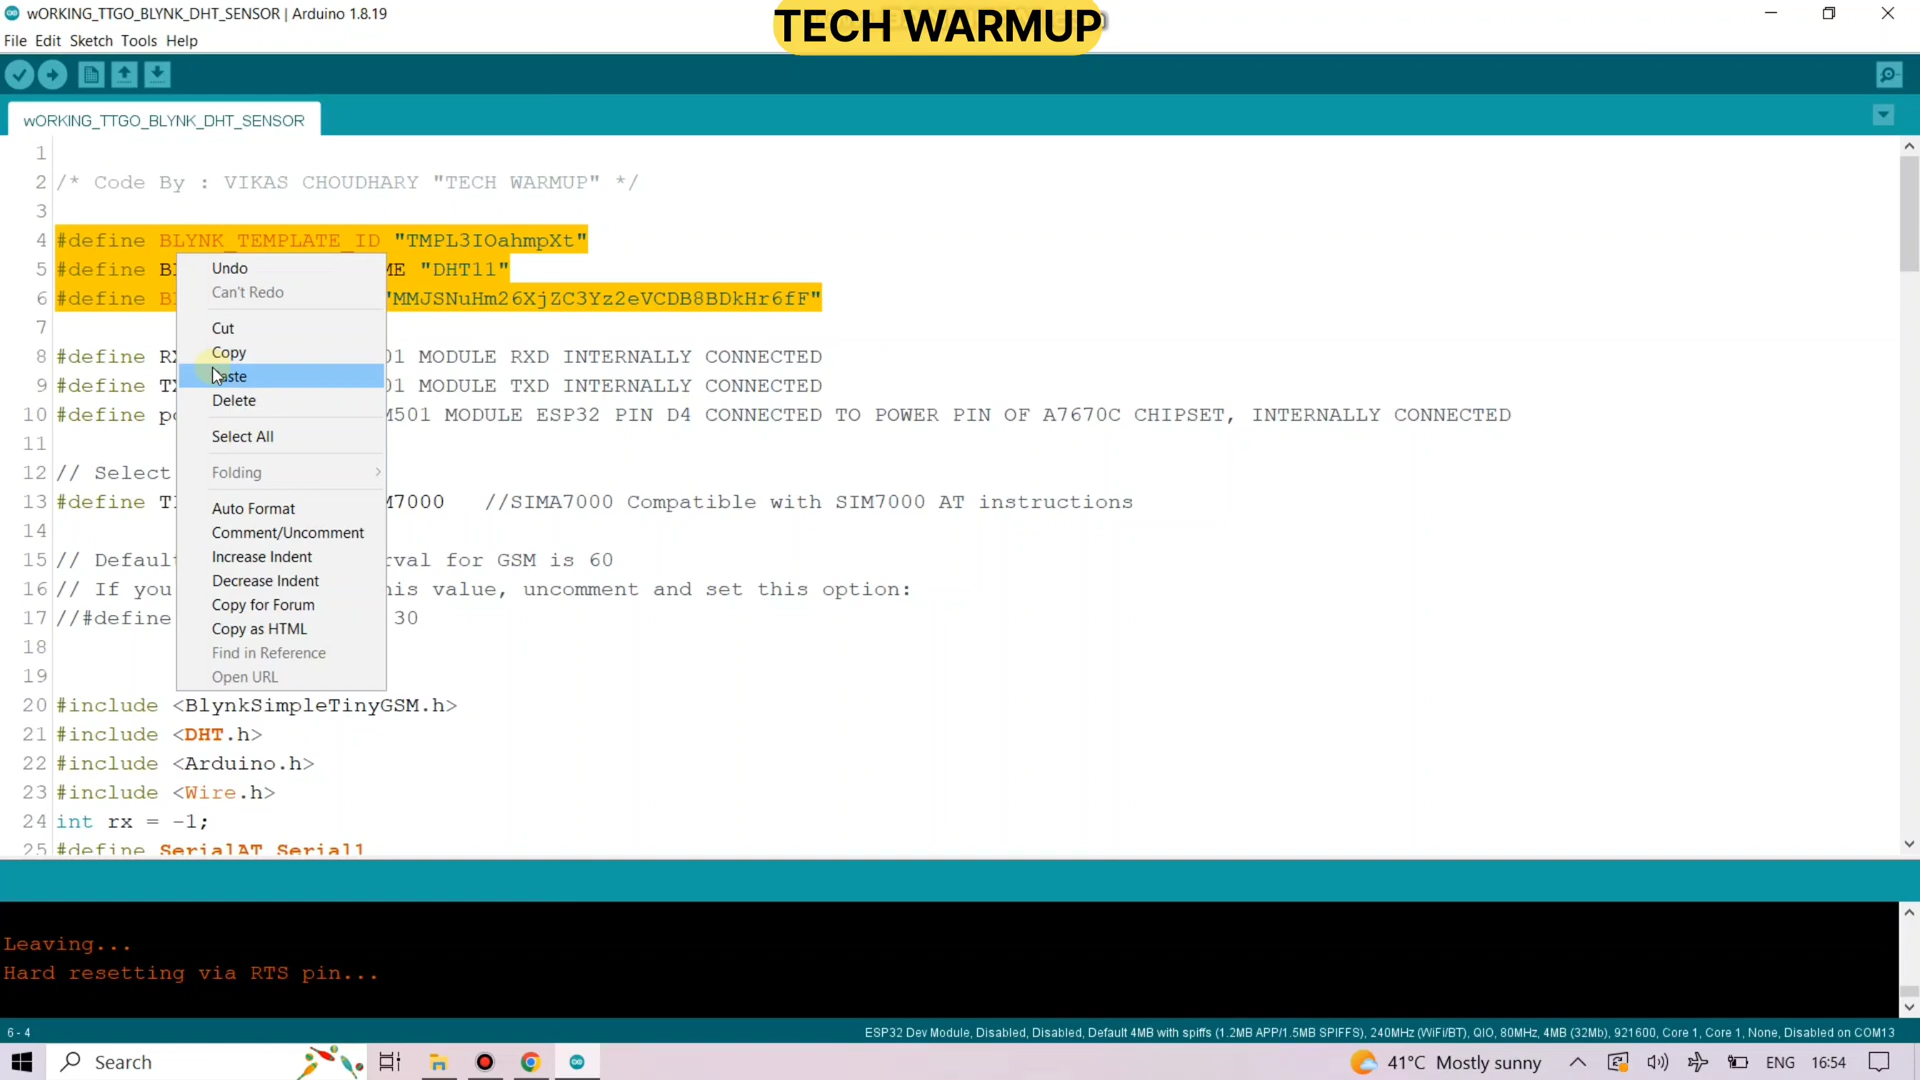 wORKING_TTGO_BLYNK_DHT_SENSOR | Arduino 1.8.19
TECH WARMUP
File Edit Sketch Tools Help
wORKING_TTGO_BLYNK_DHT_SENSOR
1
2 /* Code By : VIKAS CHOUDHARY "TECH WARMUP" */
3
4 #define BLYNK_TEMPLATE_ID "TMPL3IOahmpXt"
5 #define B ME "DHT11"
6 #define B "MMJSNuHm26XjZC3Yz2eVCDB8BDkHr6fF"
7
8 #define R 01 MODULE RXD INTERNALLY CONNECTED
9 #define T 01 MODULE TXD INTERNALLY CONNECTED
10 #define p M501 MODULE ESP32 PIN D4 CONNECTED TO POWER PIN OF A7670C CHIPSET, INTERNALLY CONNECTED
11
12 // Select
13 #define T M7000 //SIMA7000 Compatible with SIM7000 AT instructions
14
15 // Default rval for GSM is 60
16 // If you his value, uncomment and set this option:
17 //#define 30
18
19
20 #include <BlynkSimpleTinyGSM.h>
21 #include <DHT.h>
22 #include <Arduino.h>
23 #include <Wire.h>
24 int rx = -1;
25 #define SerialAT Serial1
Undo
Can't Redo
Cut
Copy
aste
Delete
Select All
Folding
Auto Format
Comment/Uncomment
Increase Indent
Decrease Indent
Copy for Forum
Copy as HTML
Find in Reference
Open URL
Leaving...
Hard resetting via RTS pin...
6 - 4 ESP32 Dev Module, Disabled, Disabled, Default 4MB with spiffs (1.2MB APP/1.5MB SPIFFS), 240MHz (WiFi/BT), QIO, 80MHz, 4MB (32Mb), 921600, Core 1, Core 1, None, Disabled on COM13
Search 41°C Mostly sunny ENG 16:54